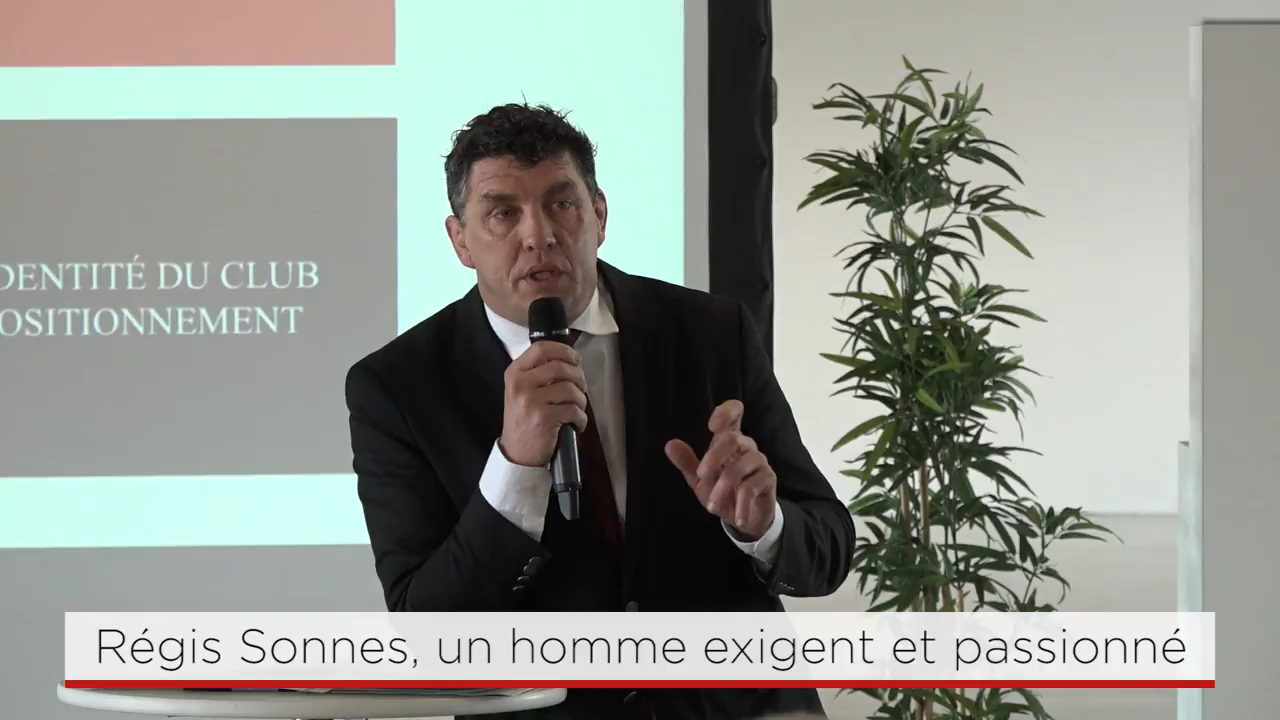 DENTITÉ DU CLUB
OSITIONNEMENT
Régis Sonnes, un homme exigent et passionné